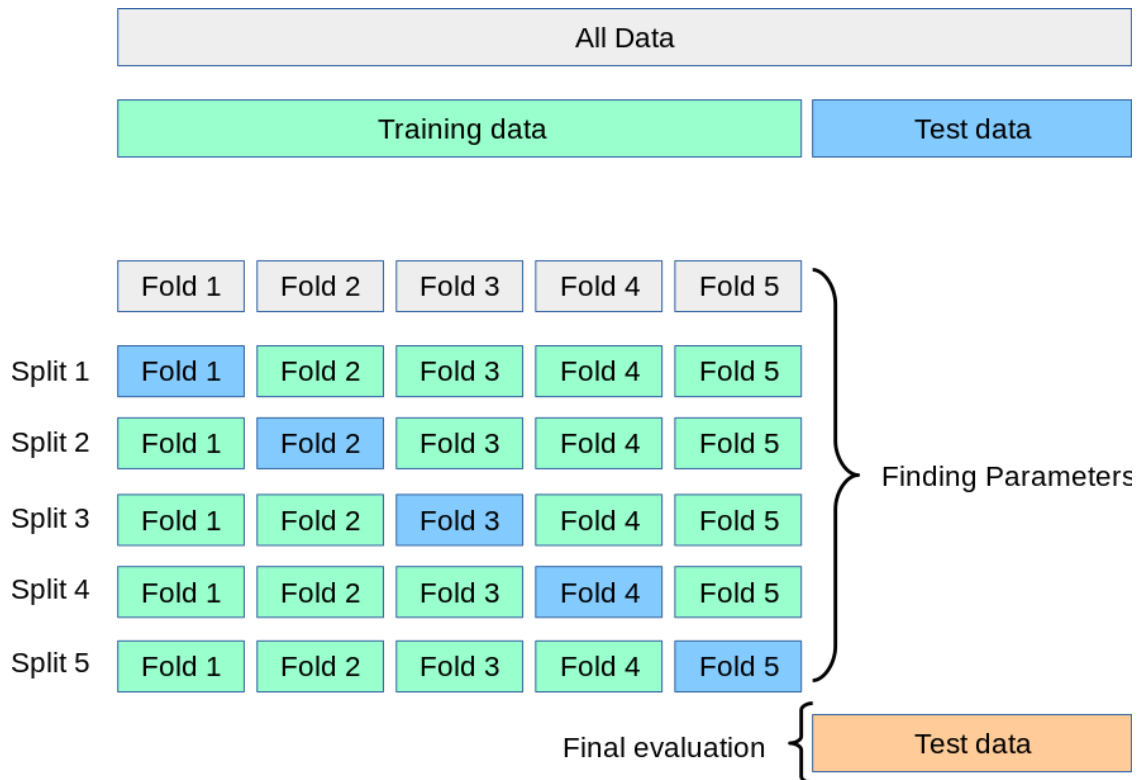 All Data
Training data Test data
Fold 1 Fold 2 Fold 3 Fold 4 Fold 5
Split 1 Fold 1 Fold 2 Fold 3 Fold 4 Fold 5
Split 2 Fold 1 Fold 2 Fold 3 Fold 4 Fold 5
Finding Parameters
Split 3 Fold 1 Fold 2 Fold 3 Fold 4 Fold 5
Split 4 Fold 1 Fold 2 Fold 3 Fold 4 Fold 5
Split 5 Fold 1 Fold 2 Fold 3 Fold 4 Fold 5
Final evaluation Test data